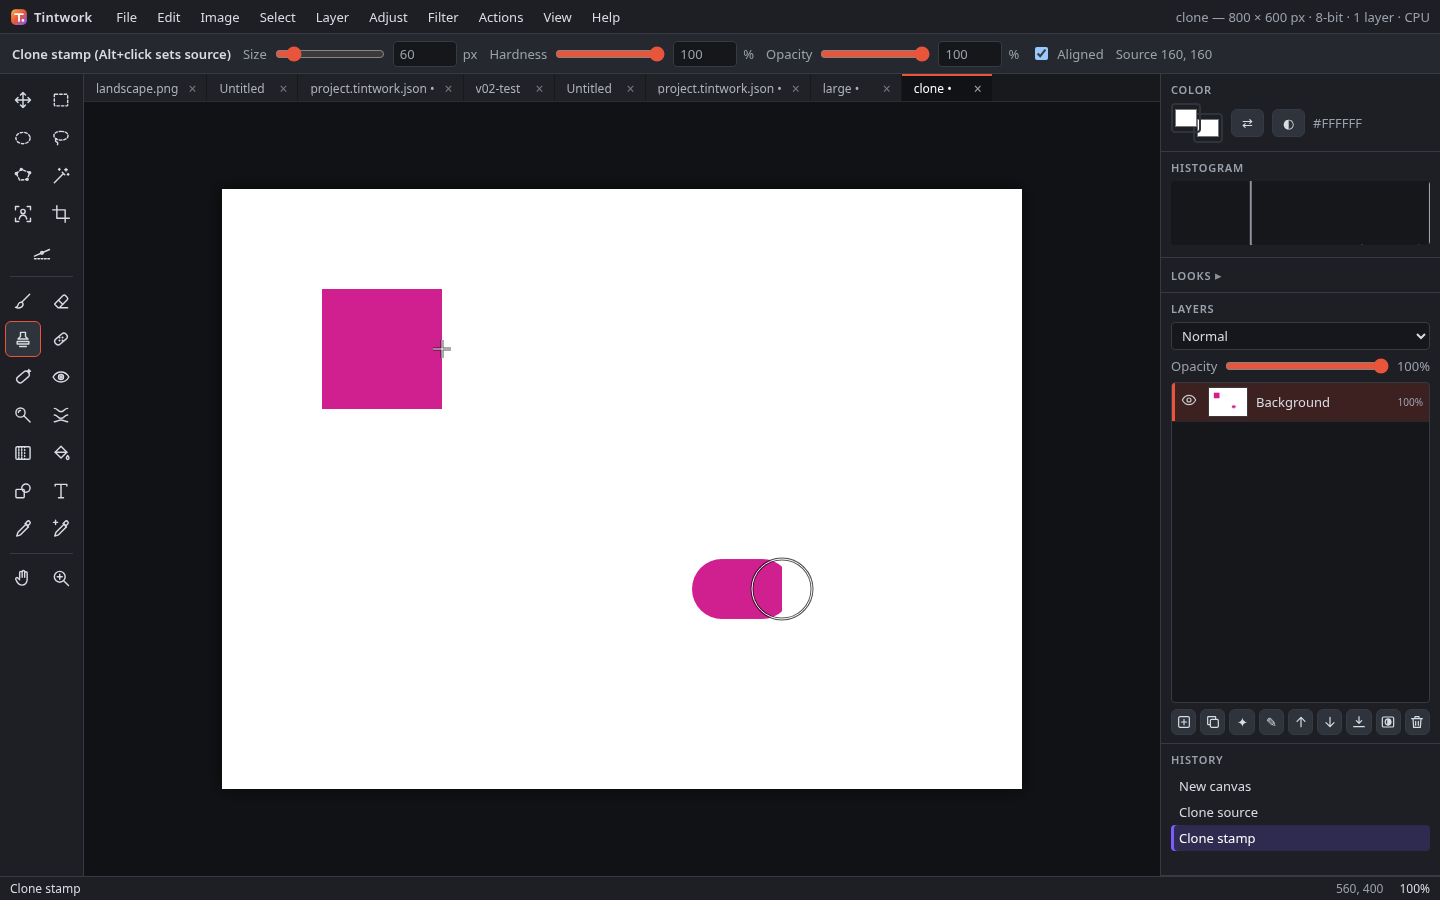 Tintwork File Edit Image Select Layer Adjust Filter Actions View Help clone — 800 × 600 px · 8-bit · 1 layer · CPU
Clone stamp (Alt+click sets source) Size 60 px Hardness 100 % Opacity 100 % Aligned Source 160, 160
landscape.png × Untitled × project.tintwork.json • × v02-test × Untitled × project.tintwork.json • × large • × clone • ×
COLOR
#FFFFFF
HISTOGRAM
LOOKS ▸
LAYERS
Normal
Opacity 100%
Background 100%
HISTORY
New canvas
Clone source
Clone stamp
Clone stamp 560, 400 100%